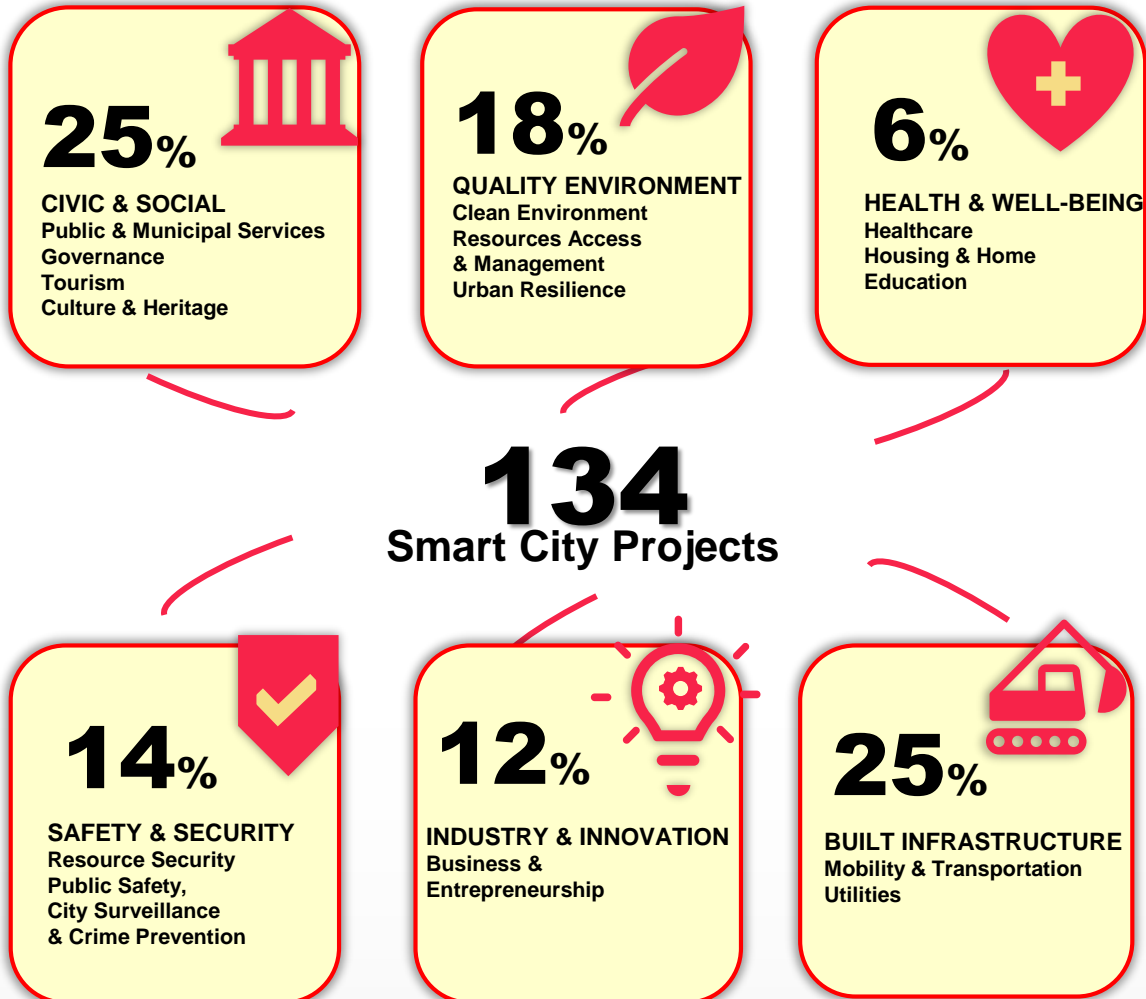 25%
CIVIC & SOCIAL
Public & Municipal Services
Governance
Tourism
Culture & Heritage
18%
QUALITY ENVIRONMENT
Clean Environment
Resources Access
& Management
Urban Resilience
6%
HEALTH & WELL-BEING
Healthcare
Housing & Home
Education
134
Smart City Projects
14%
SAFETY & SECURITY
Resource Security
Public Safety,
City Surveillance
& Crime Prevention
12%
INDUSTRY & INNOVATION
Business &
Entrepreneurship
25%
BUILT INFRASTRUCTURE
Mobility & Transportation
Utilities